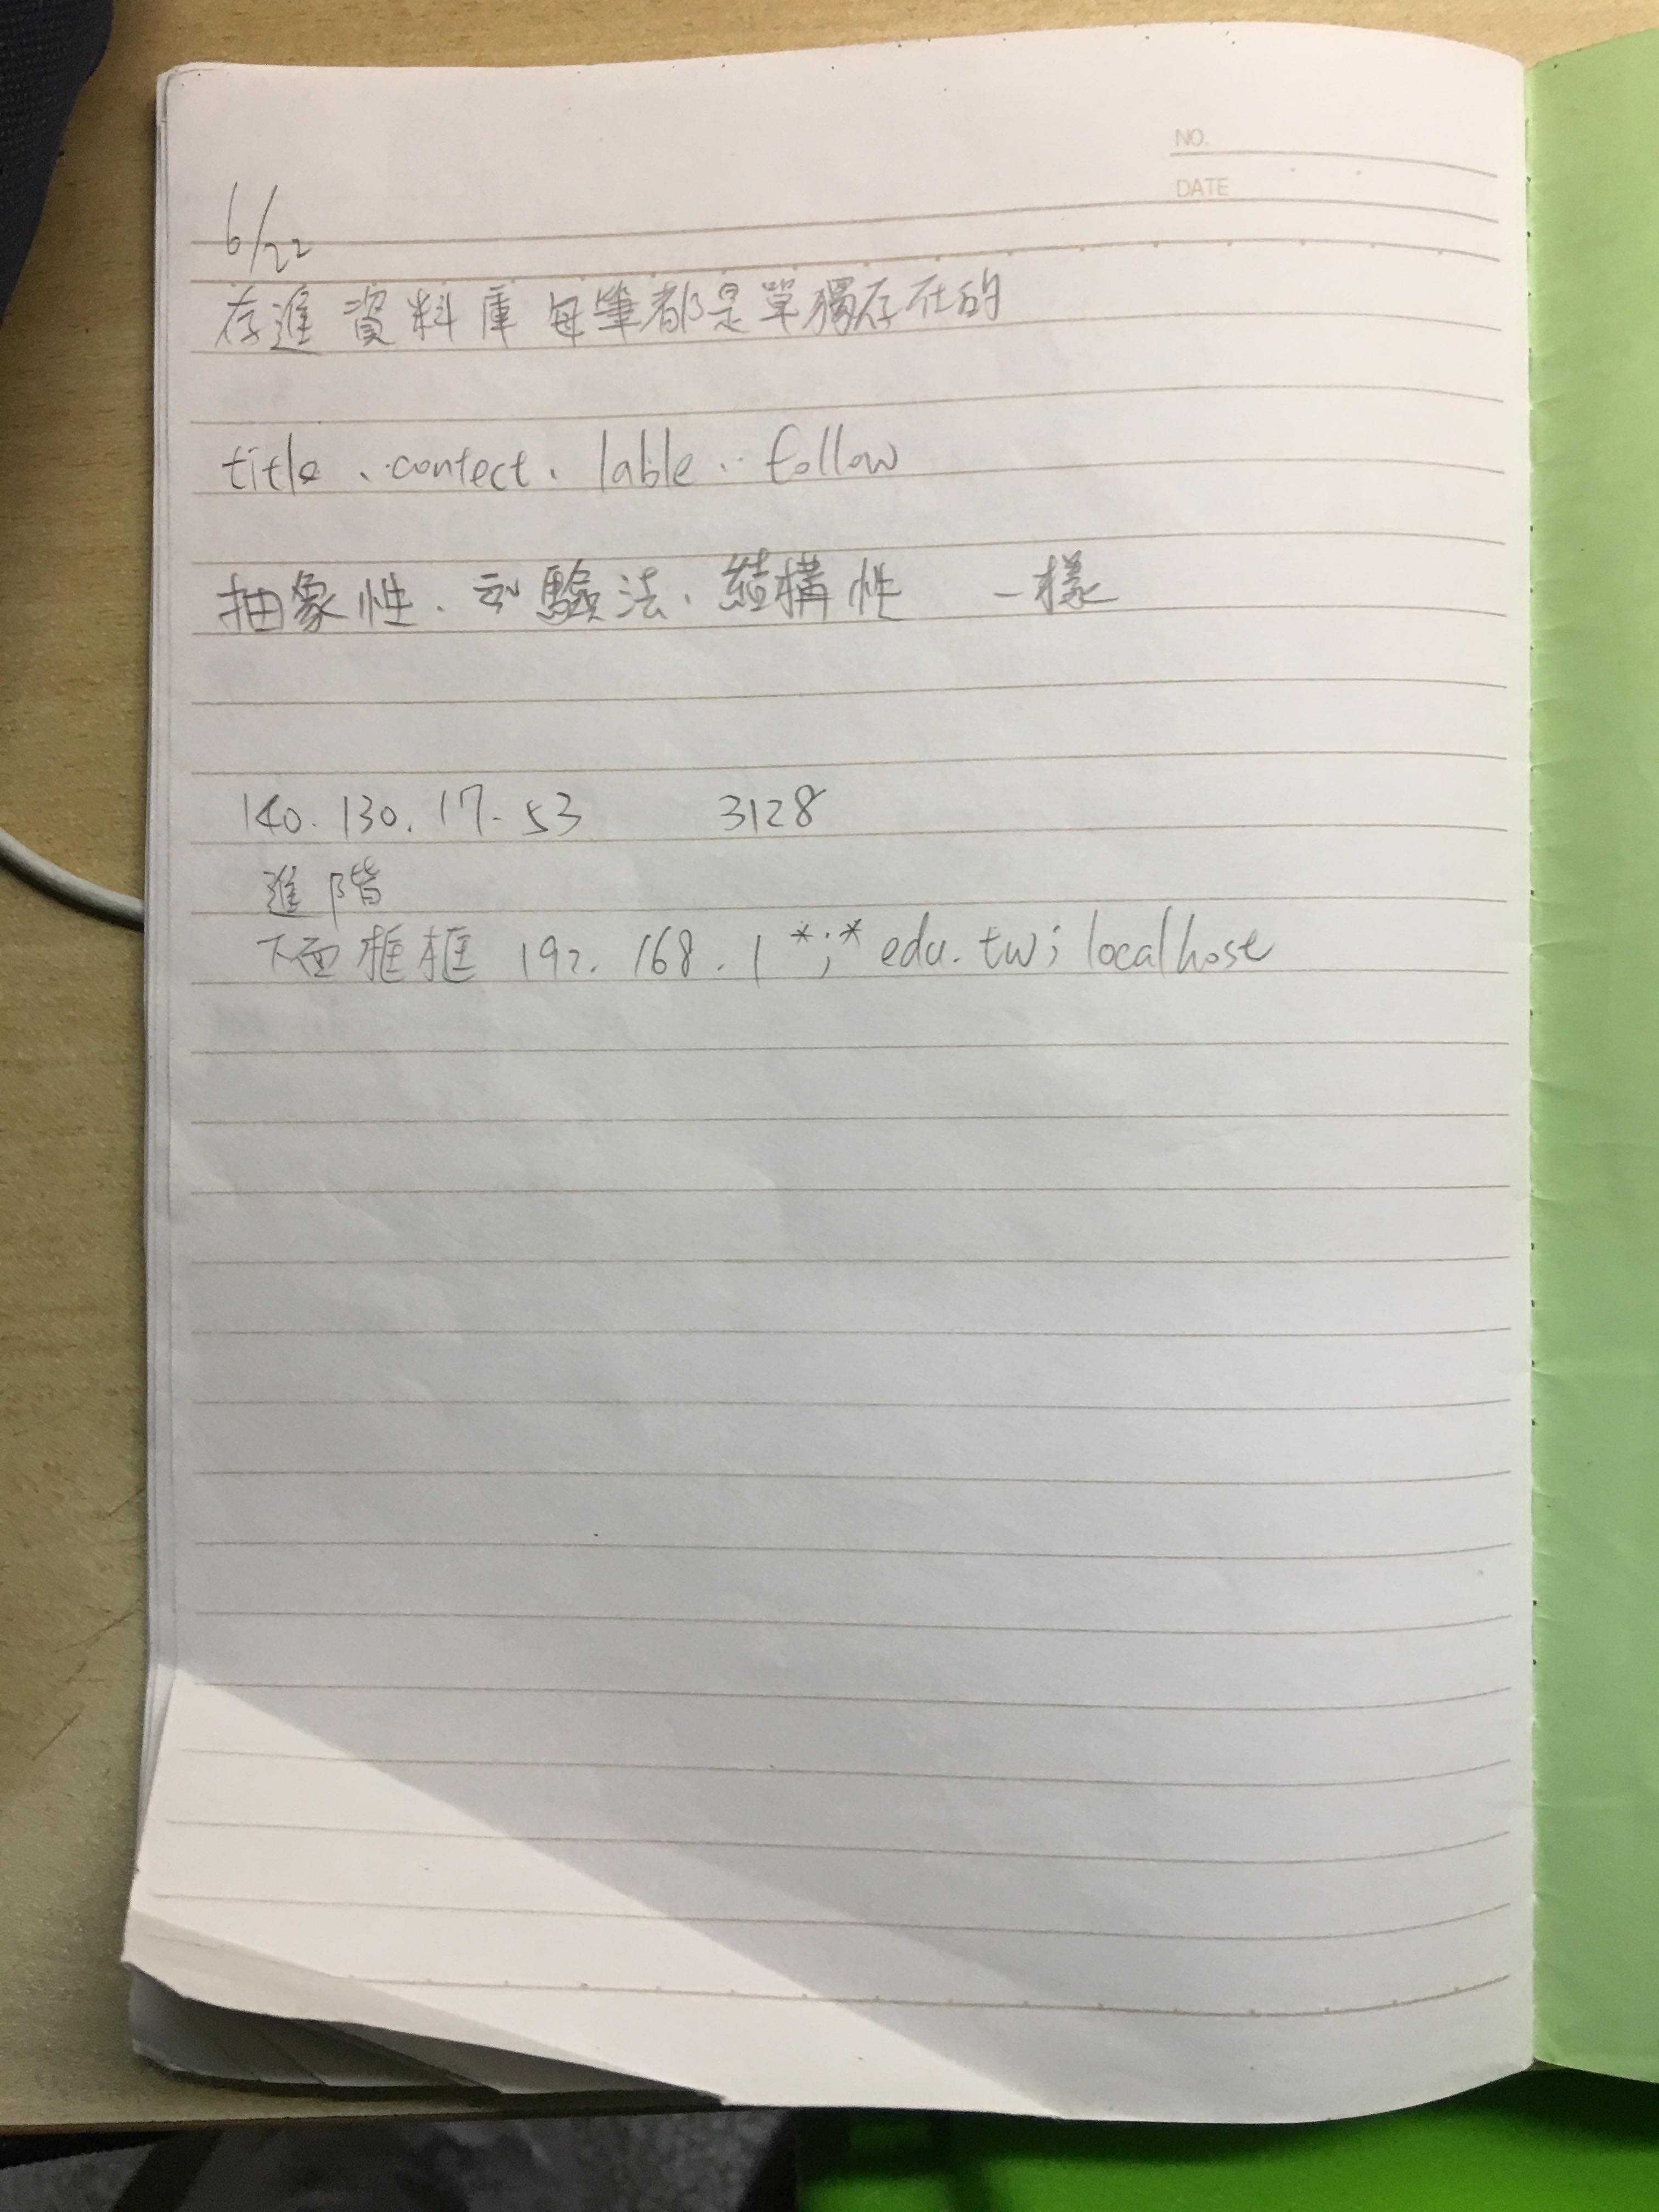 NO.
DATE
6/22
存進資料庫每筆都是單獨存在的
title、contect、lable、follow
抽象性、驗法、結構性 一樣
140.130.17.53 3128
進階
下面框框 192.168.1*;*edu.tw;localhost